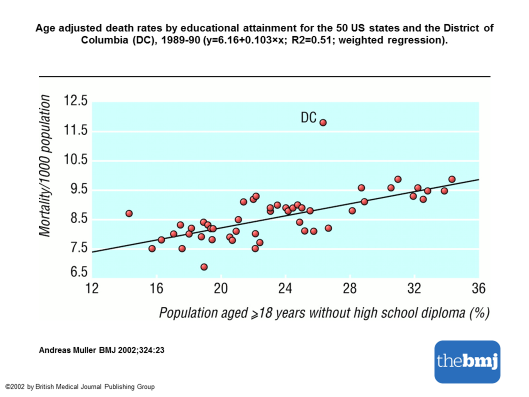 Age adjusted death rates by educational attainment for the 50 US states and the District of
Columbia (DC), 1989-90 (y=6.16+0.103×x; R2=0.51; weighted regression).
Mortality/1000 population
12.5
11.5
10.5
9.5
8.5
7.5
6.5
DC
12
16
20
24
28
32
36
Population aged ⩾18 years without high school diploma (%)
Andreas Muller BMJ 2002;324:23
thebmj
©2002 by British Medical Journal Publishing Group